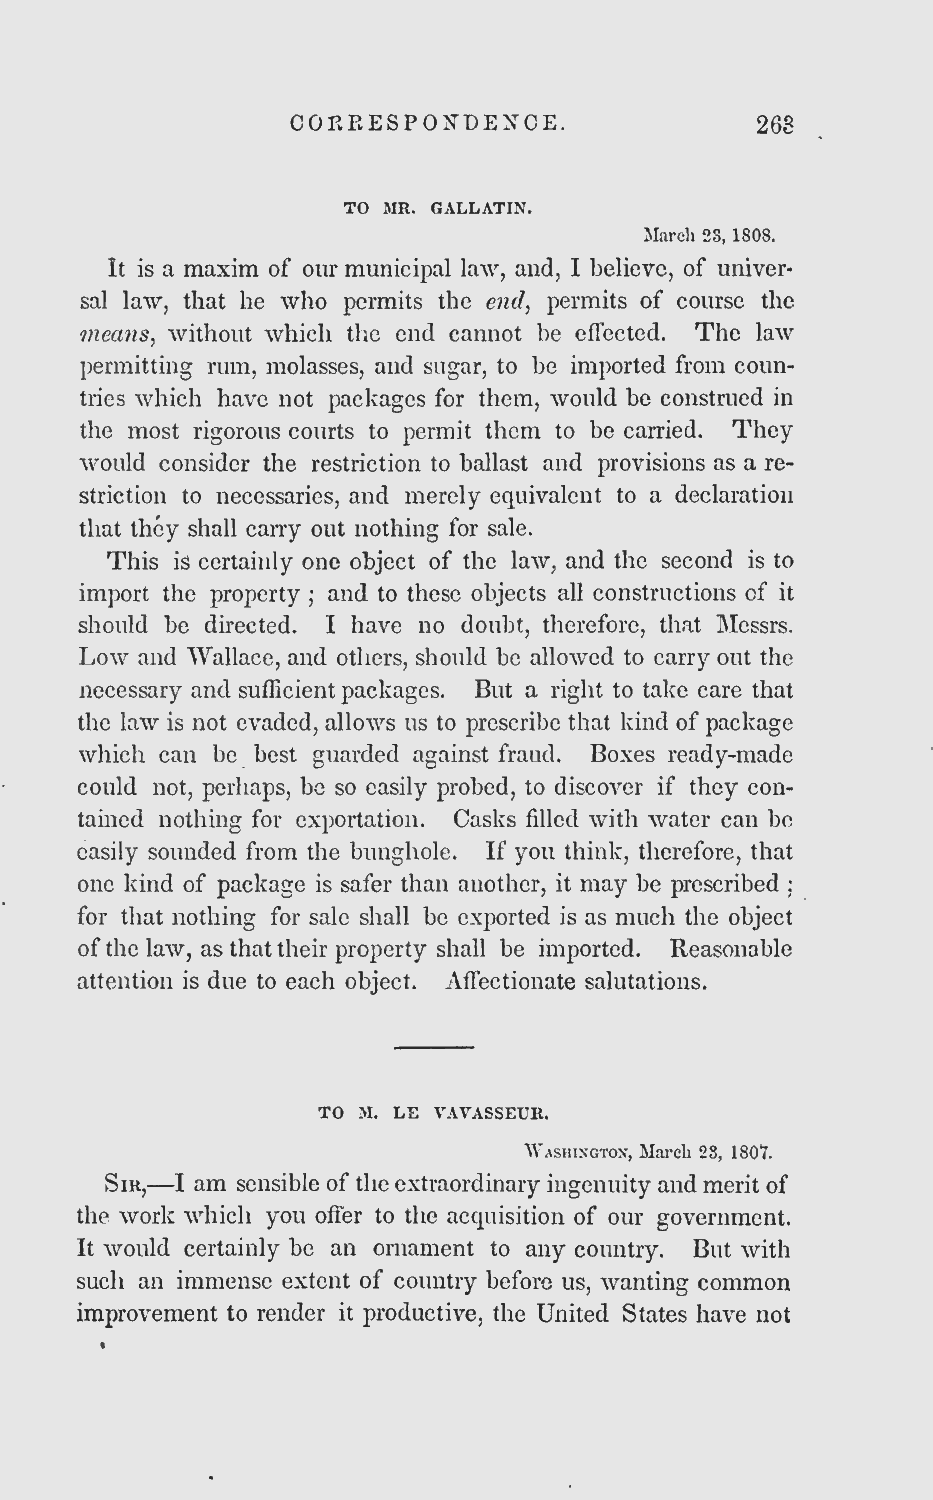 CORRESPONDENCE. 263
TO MR. GALLATIN.
March 23, 1808.
It is a maxim of our municipal law, and, I believe, of univer-
sal law, that he who permits the end, permits of course the
means, without which the end cannot be effected. The law
permitting rum, molasses, and sugar, to be imported from coun-
tries which have not packages for them, would be construed in
the most rigorous courts to permit them to be carried. They
would consider the restriction to ballast and provisions as a re-
striction to necessaries, and merely equivalent to a declaration
that they shall carry out nothing for sale.
This is certainly one object of the law, and the second is to
import the property ; and to these objects all constructions of it
should be directed. I have no doubt, therefore, that Messrs.
Low and Wallace, and others, should be allowed to carry out the
necessary and sufficient packages. But a right to take care that
the law is not evaded, allows us to prescribe that kind of package
which can be best guarded against fraud. Boxes ready-made
could not, perhaps, be so easily probed, to discover if they con-
tained nothing for exportation. Casks filled with water can be
easily sounded from the bunghole. If you think, therefore, that
one kind of package is safer than another, it may be prescribed ;
for that nothing for sale shall be exported is as much the object
of the law, as that their property shall be imported. Reasonable
attention is due to each object. Affectionate salutations.
TO M. LE VAVASSEUR.
Washington, March 23, 1807.
Sir,—I am sensible of the extraordinary ingenuity and merit of
the work which you offer to the acquisition of our government.
It would certainly be an ornament to any country. But with
such an immense extent of country before us, wanting common
improvement to render it productive, the United States have not